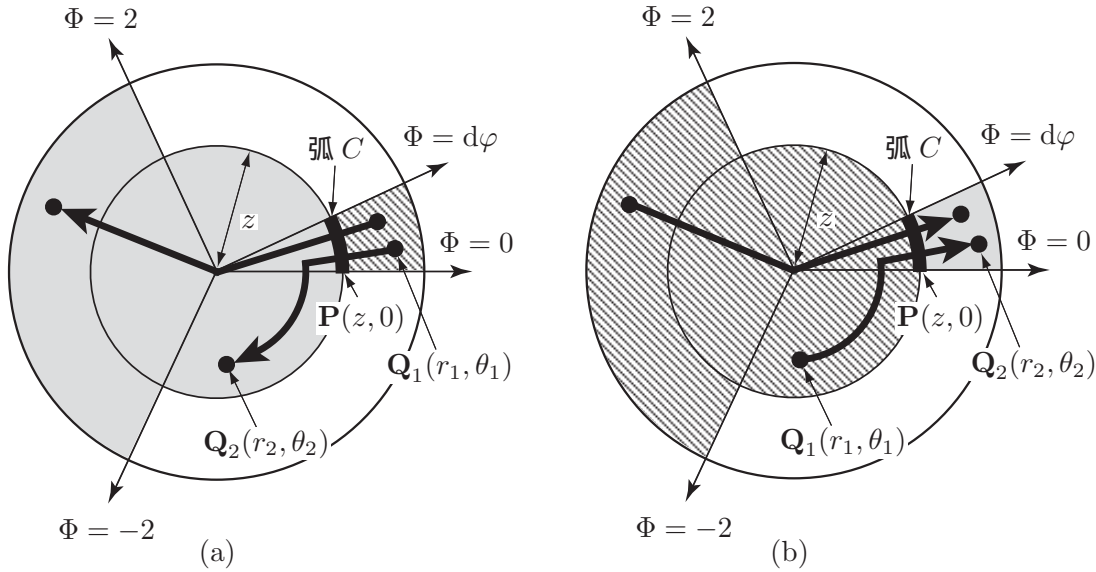 Φ = 2
弧 C
Φ = dφ
z
Φ = 0
P(z, 0)
Q₁(r₁, θ₁)
Q₂(r₂, θ₂)
Φ = −2
(a)
Φ = 2
弧 C
Φ = dφ
z
Φ = 0
P(z, 0)
Q₂(r₂, θ₂)
Q₁(r₁, θ₁)
Φ = −2
(b)